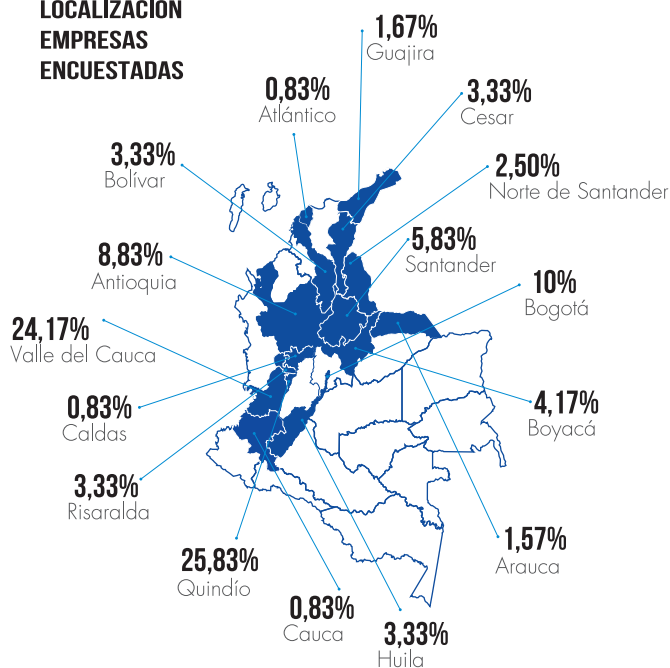 LOCALIZACIÓN
EMPRESAS
ENCUESTADAS
1,67%
Guajira
0,83%
Atlántico
3,33%
Cesar
3,33%
Bolívar
2,50%
Norte de Santander
8,83%
Antioquia
5,83%
Santander
10%
Bogotá
24,17%
Valle del Cauca
0,83%
Caldas
4,17%
Boyacá
3,33%
Risaralda
1,57%
Arauca
25,83%
Quindío
0,83%
Cauca
3,33%
Huila